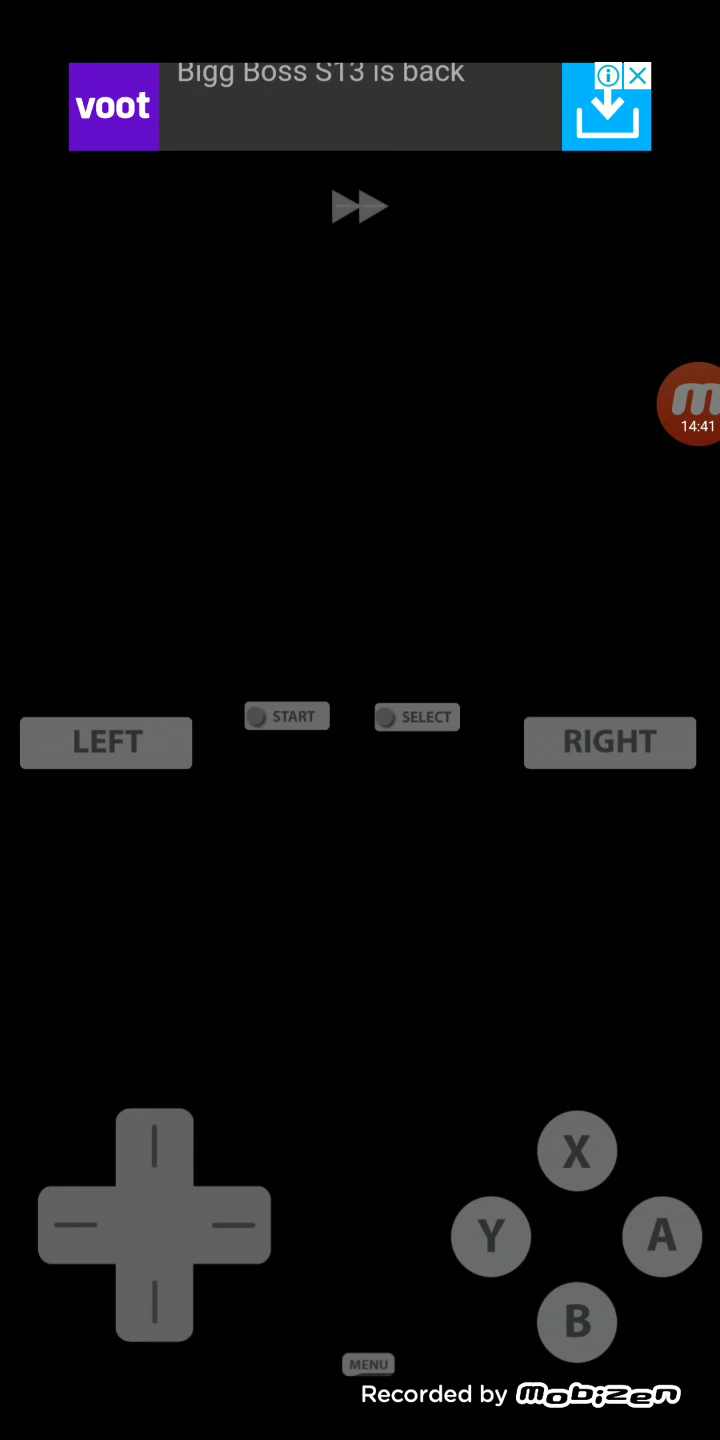 Bigg Boss S13 is back
voot
14:41
START
SELECT
LEFT
RIGHT
X
Y
A
B
MENU
Recorded by mobizen